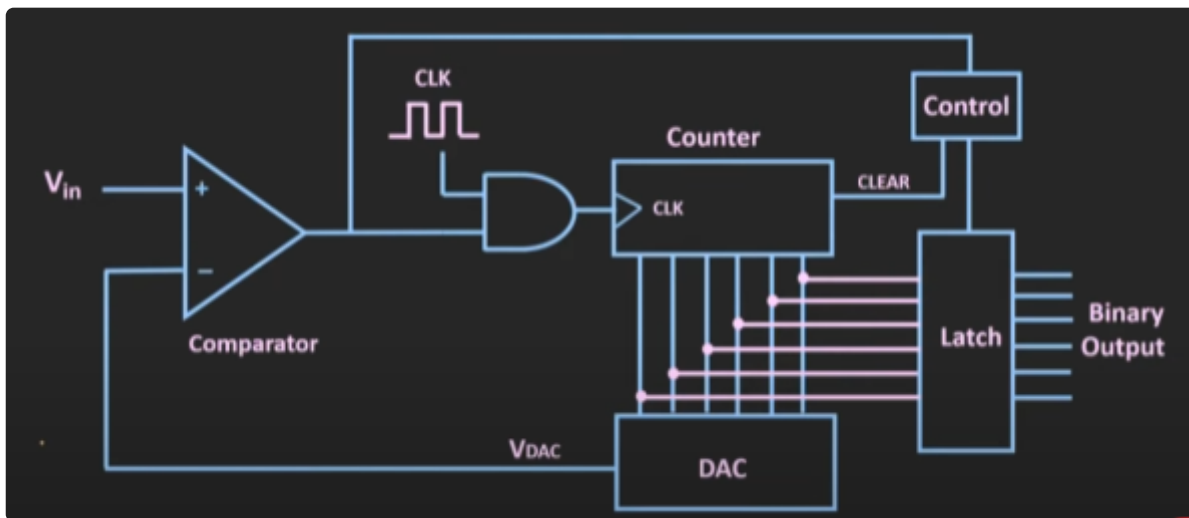 CLK
Control
Counter
Vin
+
CLEAR
CLK
−
Binary
Output
Latch
Comparator
VDAC
DAC